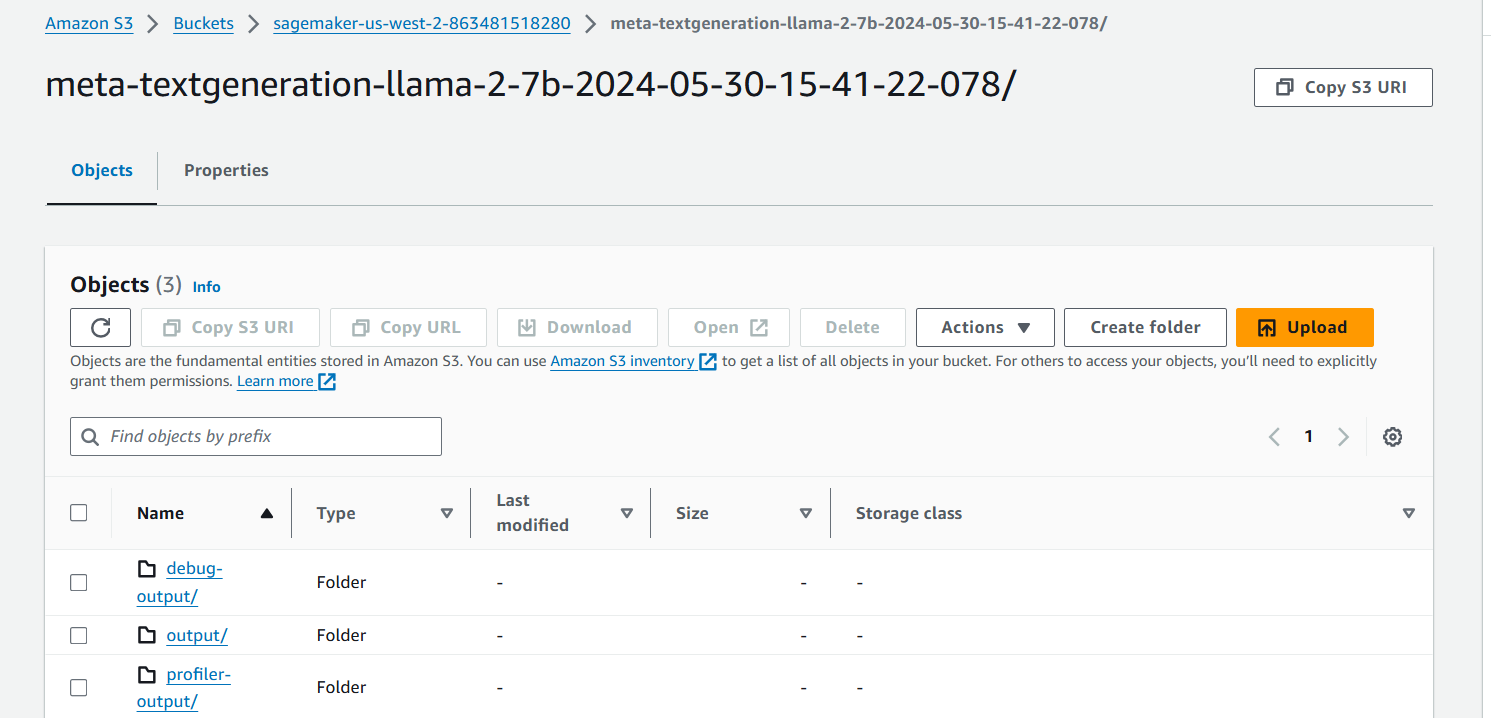 Amazon S3 > Buckets > sagemaker-us-west-2-863481518280 > meta-textgeneration-llama-2-7b-2024-05-30-15-41-22-078/
meta-textgeneration-llama-2-7b-2024-05-30-15-41-22-078/
Copy S3 URI
Objects Properties
Objects (3) Info
Copy S3 URI Copy URL Download Open Delete Actions Create folder Upload
Objects are the fundamental entities stored in Amazon S3. You can use Amazon S3 inventory to get a list of all objects in your bucket. For others to access your objects, you’ll need to explicitly
grant them permissions. Learn more
Find objects by prefix
1
Name Type Last modified Size Storage class
debug-
output/ Folder - - -
output/ Folder - - -
profiler-
output/ Folder - - -